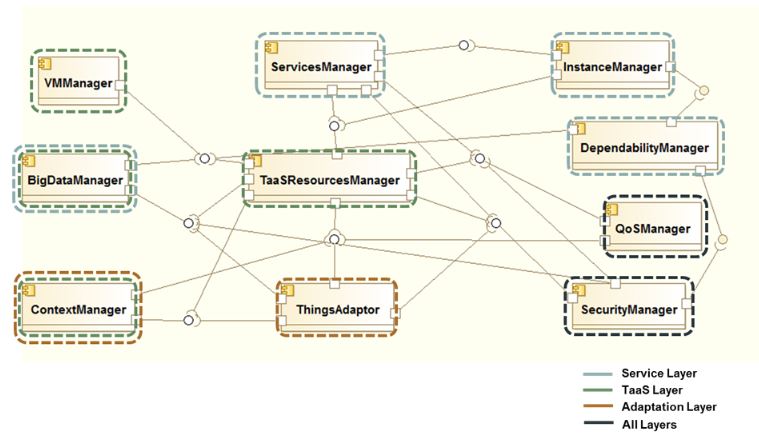 ServicesManager
InstanceManager
VMManager
DependabilityManager
BigDataManager
TaaSResourcesManager
QoSManager
ContextManager
ThingsAdaptor
SecurityManager
Service Layer
TaaS Layer
Adaptation Layer
All Layers